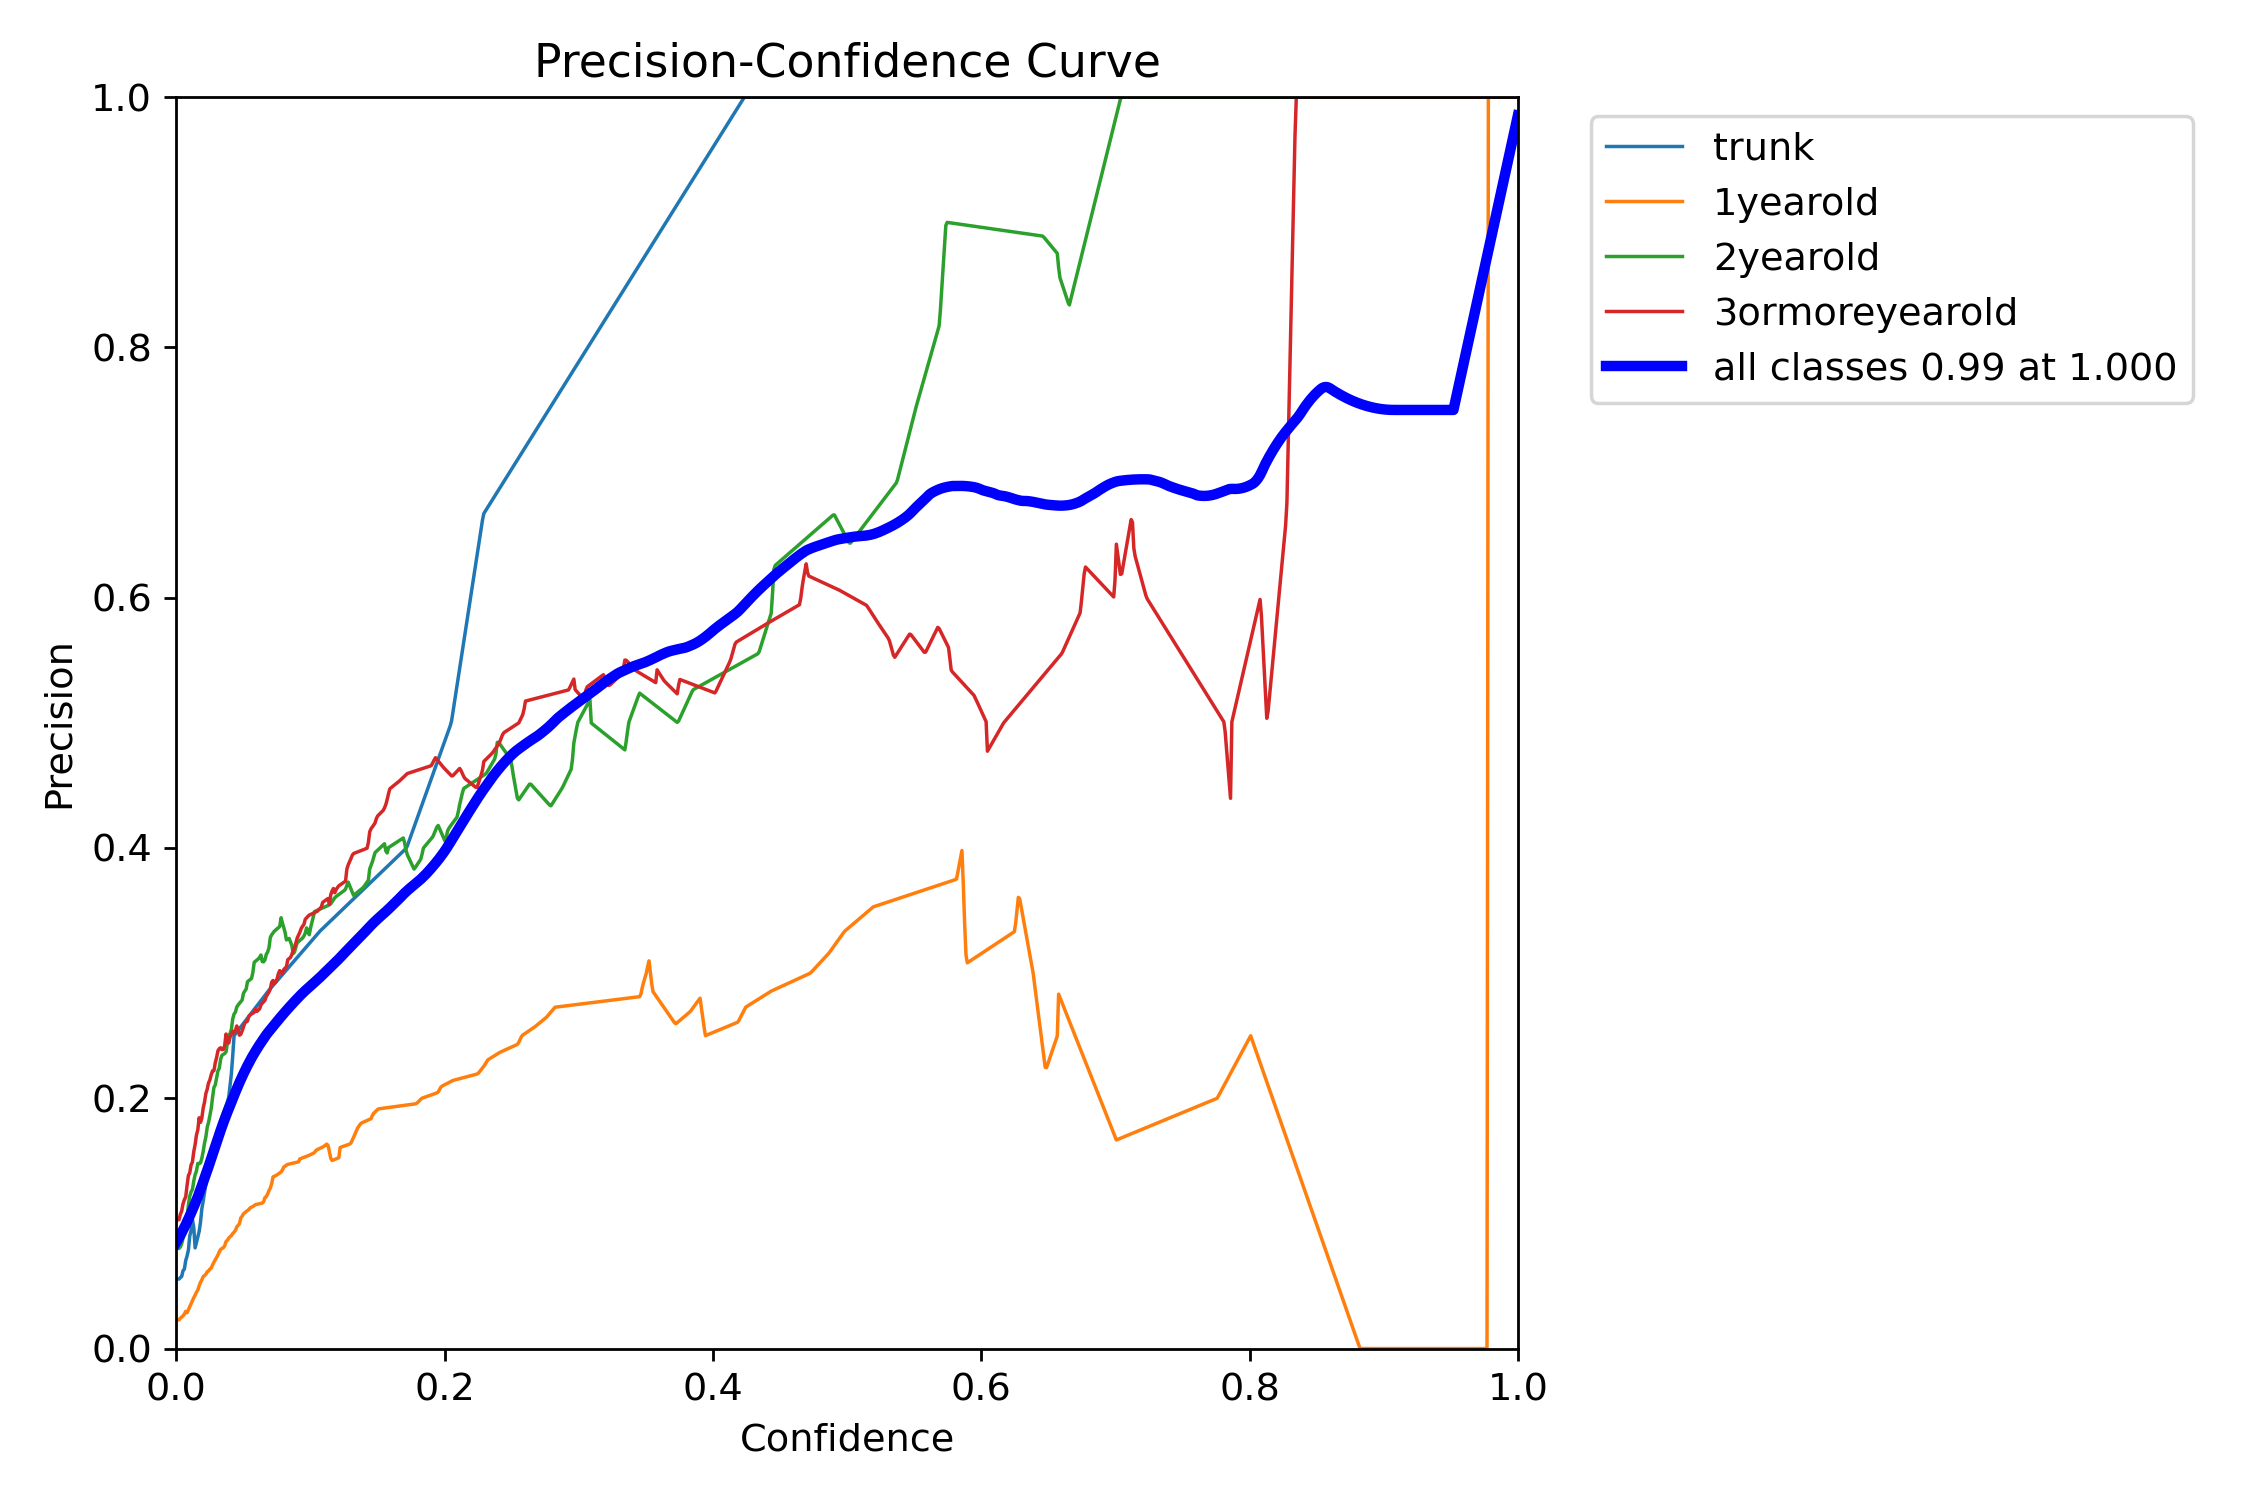 Precision-Confidence Curve
1.0
0.8
0.6
0.4
0.2
0.0
Precision
0.0 0.2 0.4 0.6 0.8 1.0
Confidence
trunk
1yearold
2yearold
3ormoreyearold
all classes 0.99 at 1.000